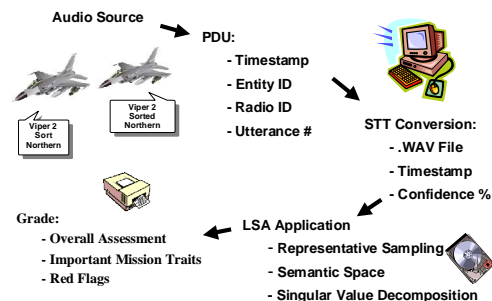 Audio Source
Viper 2
Sort
Northern
Viper 2
Sorted
Northern
PDU:
- Timestamp
- Entity ID
- Radio ID
- Utterance #
STT Conversion:
- .WAV File
- Timestamp
- Confidence %
LSA Application
- Representative Sampling
- Semantic Space
- Singular Value Decomposition
Grade:
- Overall Assessment
- Important Mission Traits
- Red Flags